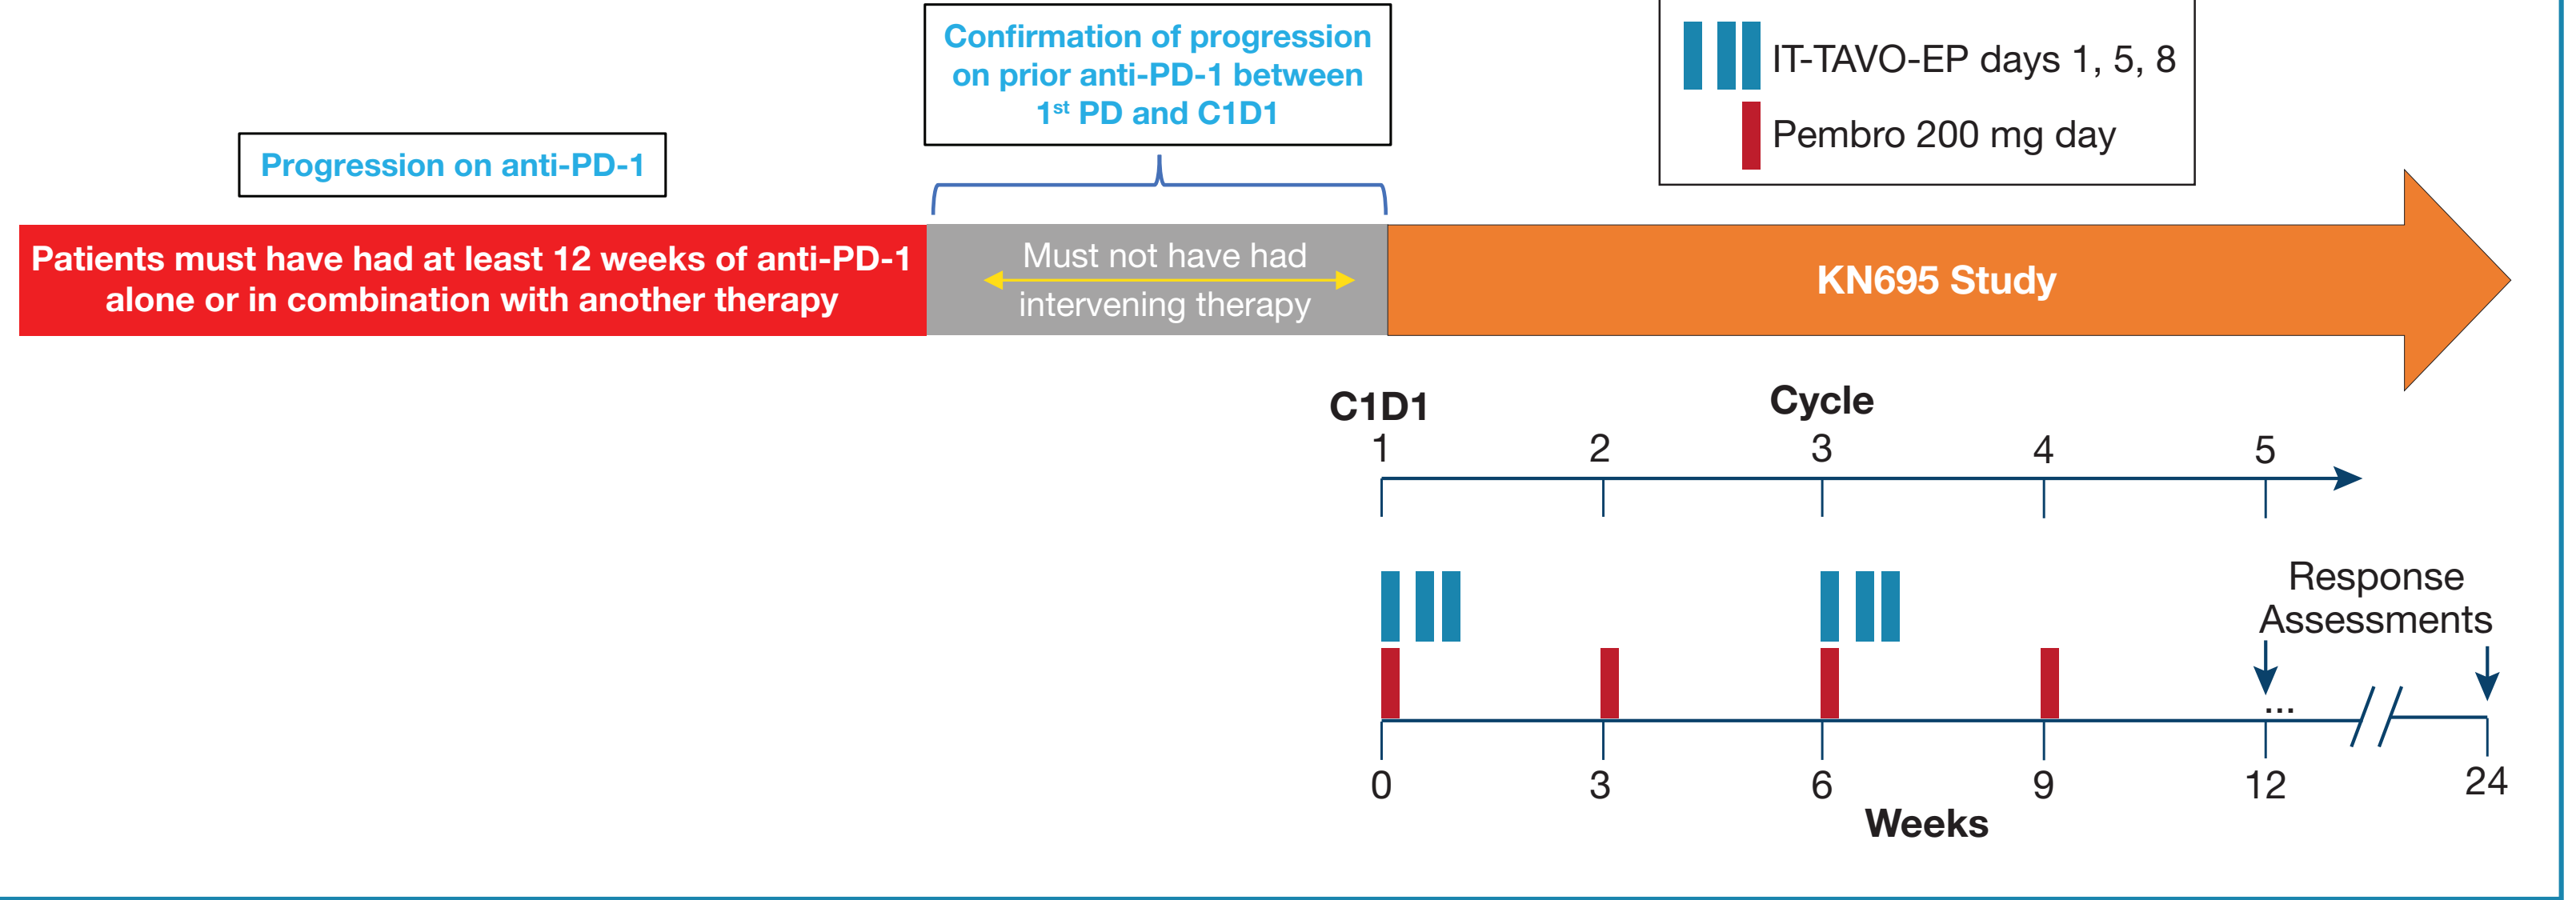 Confirmation of progression
on prior anti-PD-1 between
1st PD and C1D1
IT-TAVO-EP days 1, 5, 8
Pembro 200 mg day
Progression on anti-PD-1
Patients must have had at least 12 weeks of anti-PD-1
alone or in combination with another therapy
Must not have had
intervening therapy
KN695 Study
C1D1
Cycle
1 2 3 4 5
Response
Assessments
...
0 3 6 9 12 24
Weeks